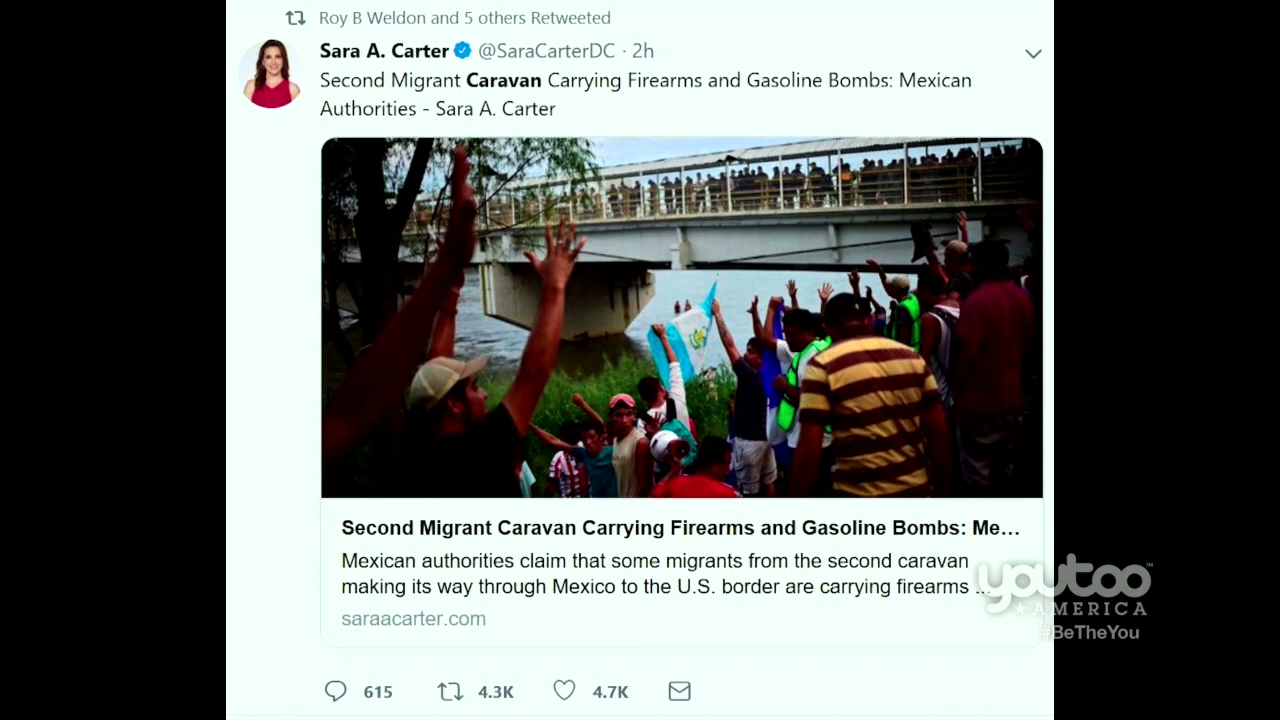 Roy B Weldon and 5 others Retweeted
Sara A. Carter @SaraCarterDC · 2h
Second Migrant Caravan Carrying Firearms and Gasoline Bombs: Mexican
Authorities - Sara A. Carter
Second Migrant Caravan Carrying Firearms and Gasoline Bombs: Me...
Mexican authorities claim that some migrants from the second caravan
making its way through Mexico to the U.S. border are carrying firearms ...
saraacarter.com
youtoo™
AMERICA
#BeTheYou
615 4.3K 4.7K